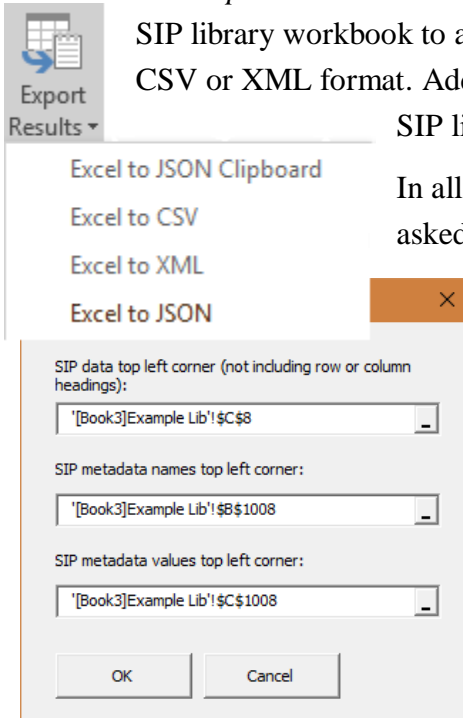 SIP library workbook to a
CSV or XML format. Ad
Export
Results
SIP li
Excel to JSON Clipboard
In all
Excel to CSV
asked
Excel to XML
Excel to JSON
SIP data top left corner (not including row or column
headings):
'[Book3]Example Lib'!$C$8
SIP metadata names top left corner:
'[Book3]Example Lib'!$B$1008
SIP metadata values top left corner:
'[Book3]Example Lib'!$C$1008
OK Cancel